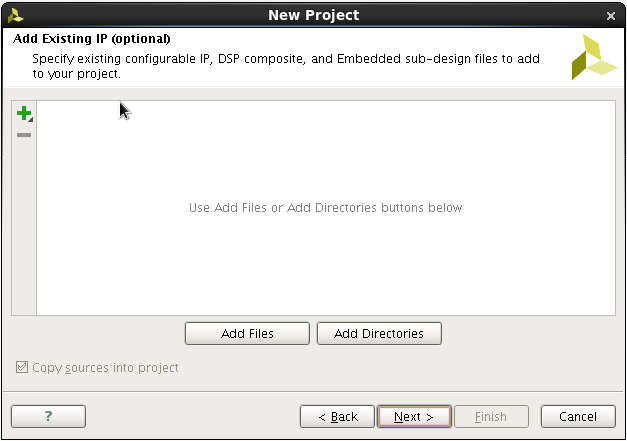 New Project
Add Existing IP (optional)
Specify existing configurable IP, DSP composite, and Embedded sub-design files to add
to your project.
Use Add Files or Add Directories buttons below
Add Files
Add Directories
Copy sources into project
?
< Back
Next >
Finish
Cancel